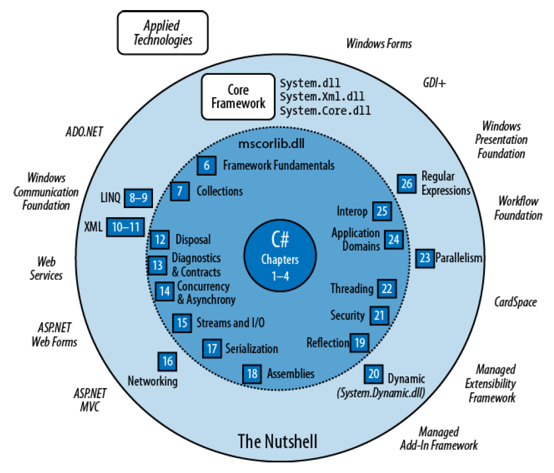 Applied
Technologies
Windows Forms
GDI+
Core
Framework
System.dll
System.Xml.dll
System.Core.dll
ADO.NET
Windows
Presentation
Foundation
mscorlib.dll
6 Framework Fundamentals
7 Collections
26 Regular
Expressions
Windows
Communication
Foundation
LINQ 8–9
XML 10–11
Interop 25
Workflow
Foundation
12 Disposal
C#
Chapters
1–4
Application
Domains 24
13 Diagnostics
& Contracts
23 Parallelism
Web
Services
14 Concurrency
& Asynchrony
Threading 22
CardSpace
15 Streams and I/O
Security 21
ASP.NET
Web Forms
17 Serialization
Reflection 19
16
Networking
18 Assemblies
20 Dynamic
(System.Dynamic.dll)
Managed
Extensibility
Framework
ASP.NET
MVC
The Nutshell
Managed
Add-In Framework